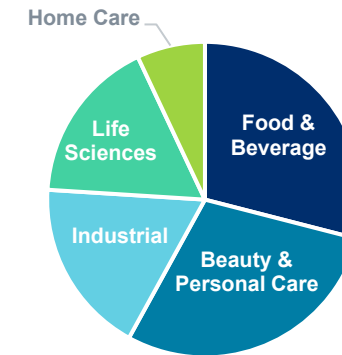 Home Care
Food &
Beverage
Life
Sciences
Industrial
Beauty &
Personal Care